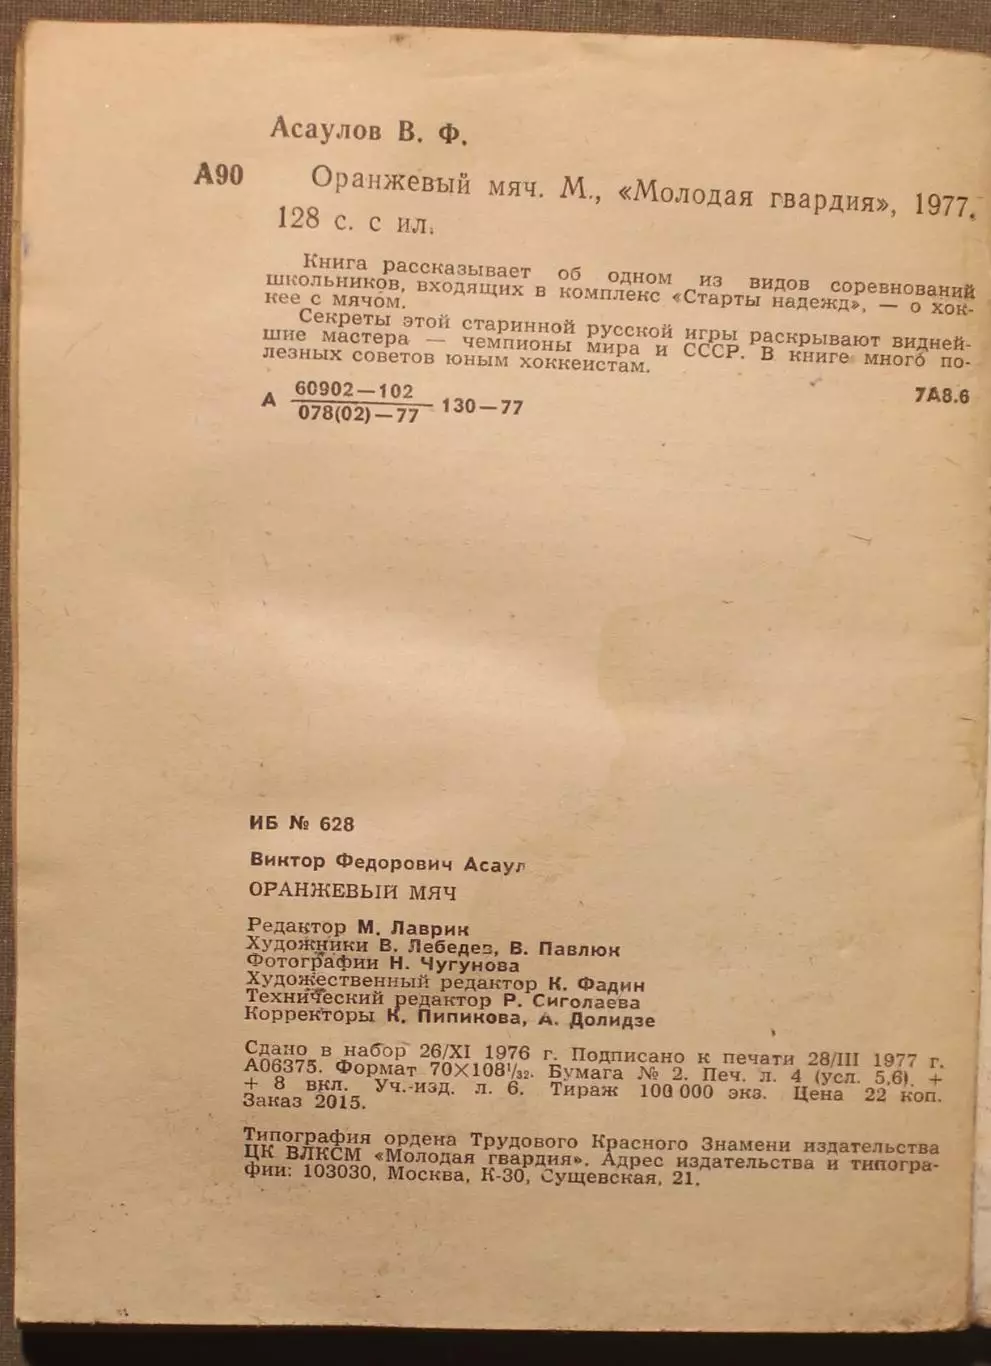 Асаулов В. Ф.
А90 Оранжевый мяч. М., «Молодая гвардия», 1977.
128 с. с ил.
Книга рассказывает об одном из видов соревнований
школьников, входящих в комплекс «Старты надежд», — о хок-
кее с мячом.
Секреты этой старинной русской игры раскрывают видней-
шие мастера — чемпионы мира и СССР. В книге много по-
лезных советов юным хоккеистам.
А 60902—102
078(02)—77 130—77 7А8.6
ИБ № 628
Виктор Федорович Асаул
ОРАНЖЕВЫЙ МЯЧ
Редактор М. Лаврик
Художники В. Лебедев, В. Павлюк
Фотографии Н. Чугунова
Художественный редактор К. Фадин
Технический редактор Р. Сиголаева
Корректоры К. Пипикова, А. Долидзе
Сдано в набор 26/XI 1976 г. Подписано к печати 28/III 1977 г.
А06375. Формат 70×108¹/₃₂. Бумага № 2. Печ. л. 4 (усл. 5,6). +
+ 8 вкл. Уч.-изд. л. 6. Тираж 100 000 экз. Цена 22 коп.
Заказ 2015.
Типография ордена Трудового Красного Знамени издательства
ЦК ВЛКСМ «Молодая гвардия». Адрес издательства и типогра-
фии: 103030, Москва, К-30, Сущевская, 21.